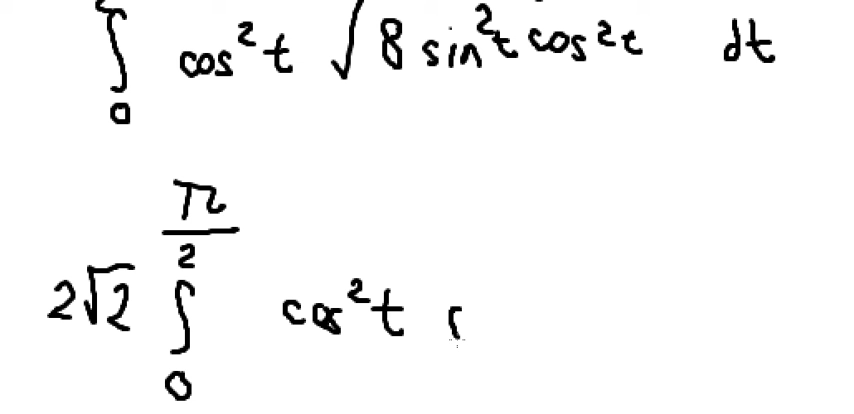 ∫₀ cos²t √8 sin²t cos²t dt
2√2 ∫₀^(π/2) cos²t (